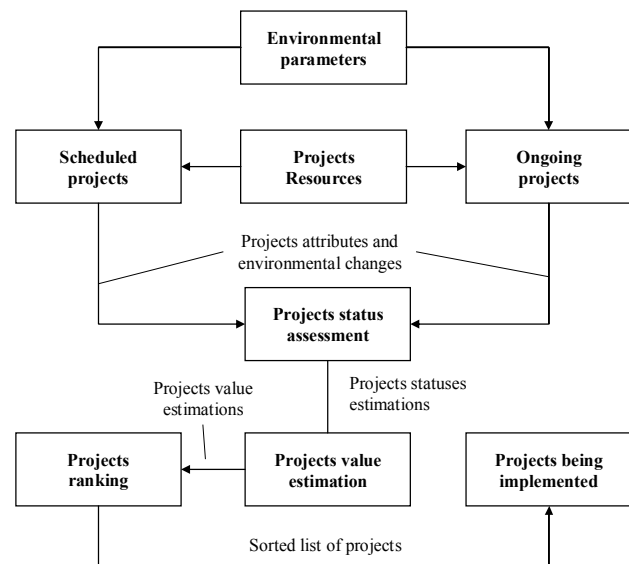 Environmental
parameters
Scheduled
projects
Projects
Resources
Ongoing
projects
Projects attributes and
environmental changes
Projects status
assessment
Projects value
estimations
Projects statuses
estimations
Projects
ranking
Projects value
estimation
Projects being
implemented
Sorted list of projects